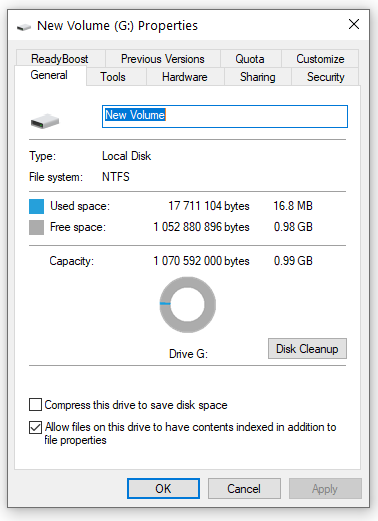 New Volume (G:) Properties
ReadyBoost Previous Versions Quota Customize
General Tools Hardware Sharing Security
New Volume
Type: Local Disk
File system: NTFS
Used space: 17 711 104 bytes 16.8 MB
Free space: 1 052 880 896 bytes 0.98 GB
Capacity: 1 070 592 000 bytes 0.99 GB
Drive G: Disk Cleanup
Compress this drive to save disk space
Allow files on this drive to have contents indexed in addition to
file properties
OK Cancel Apply